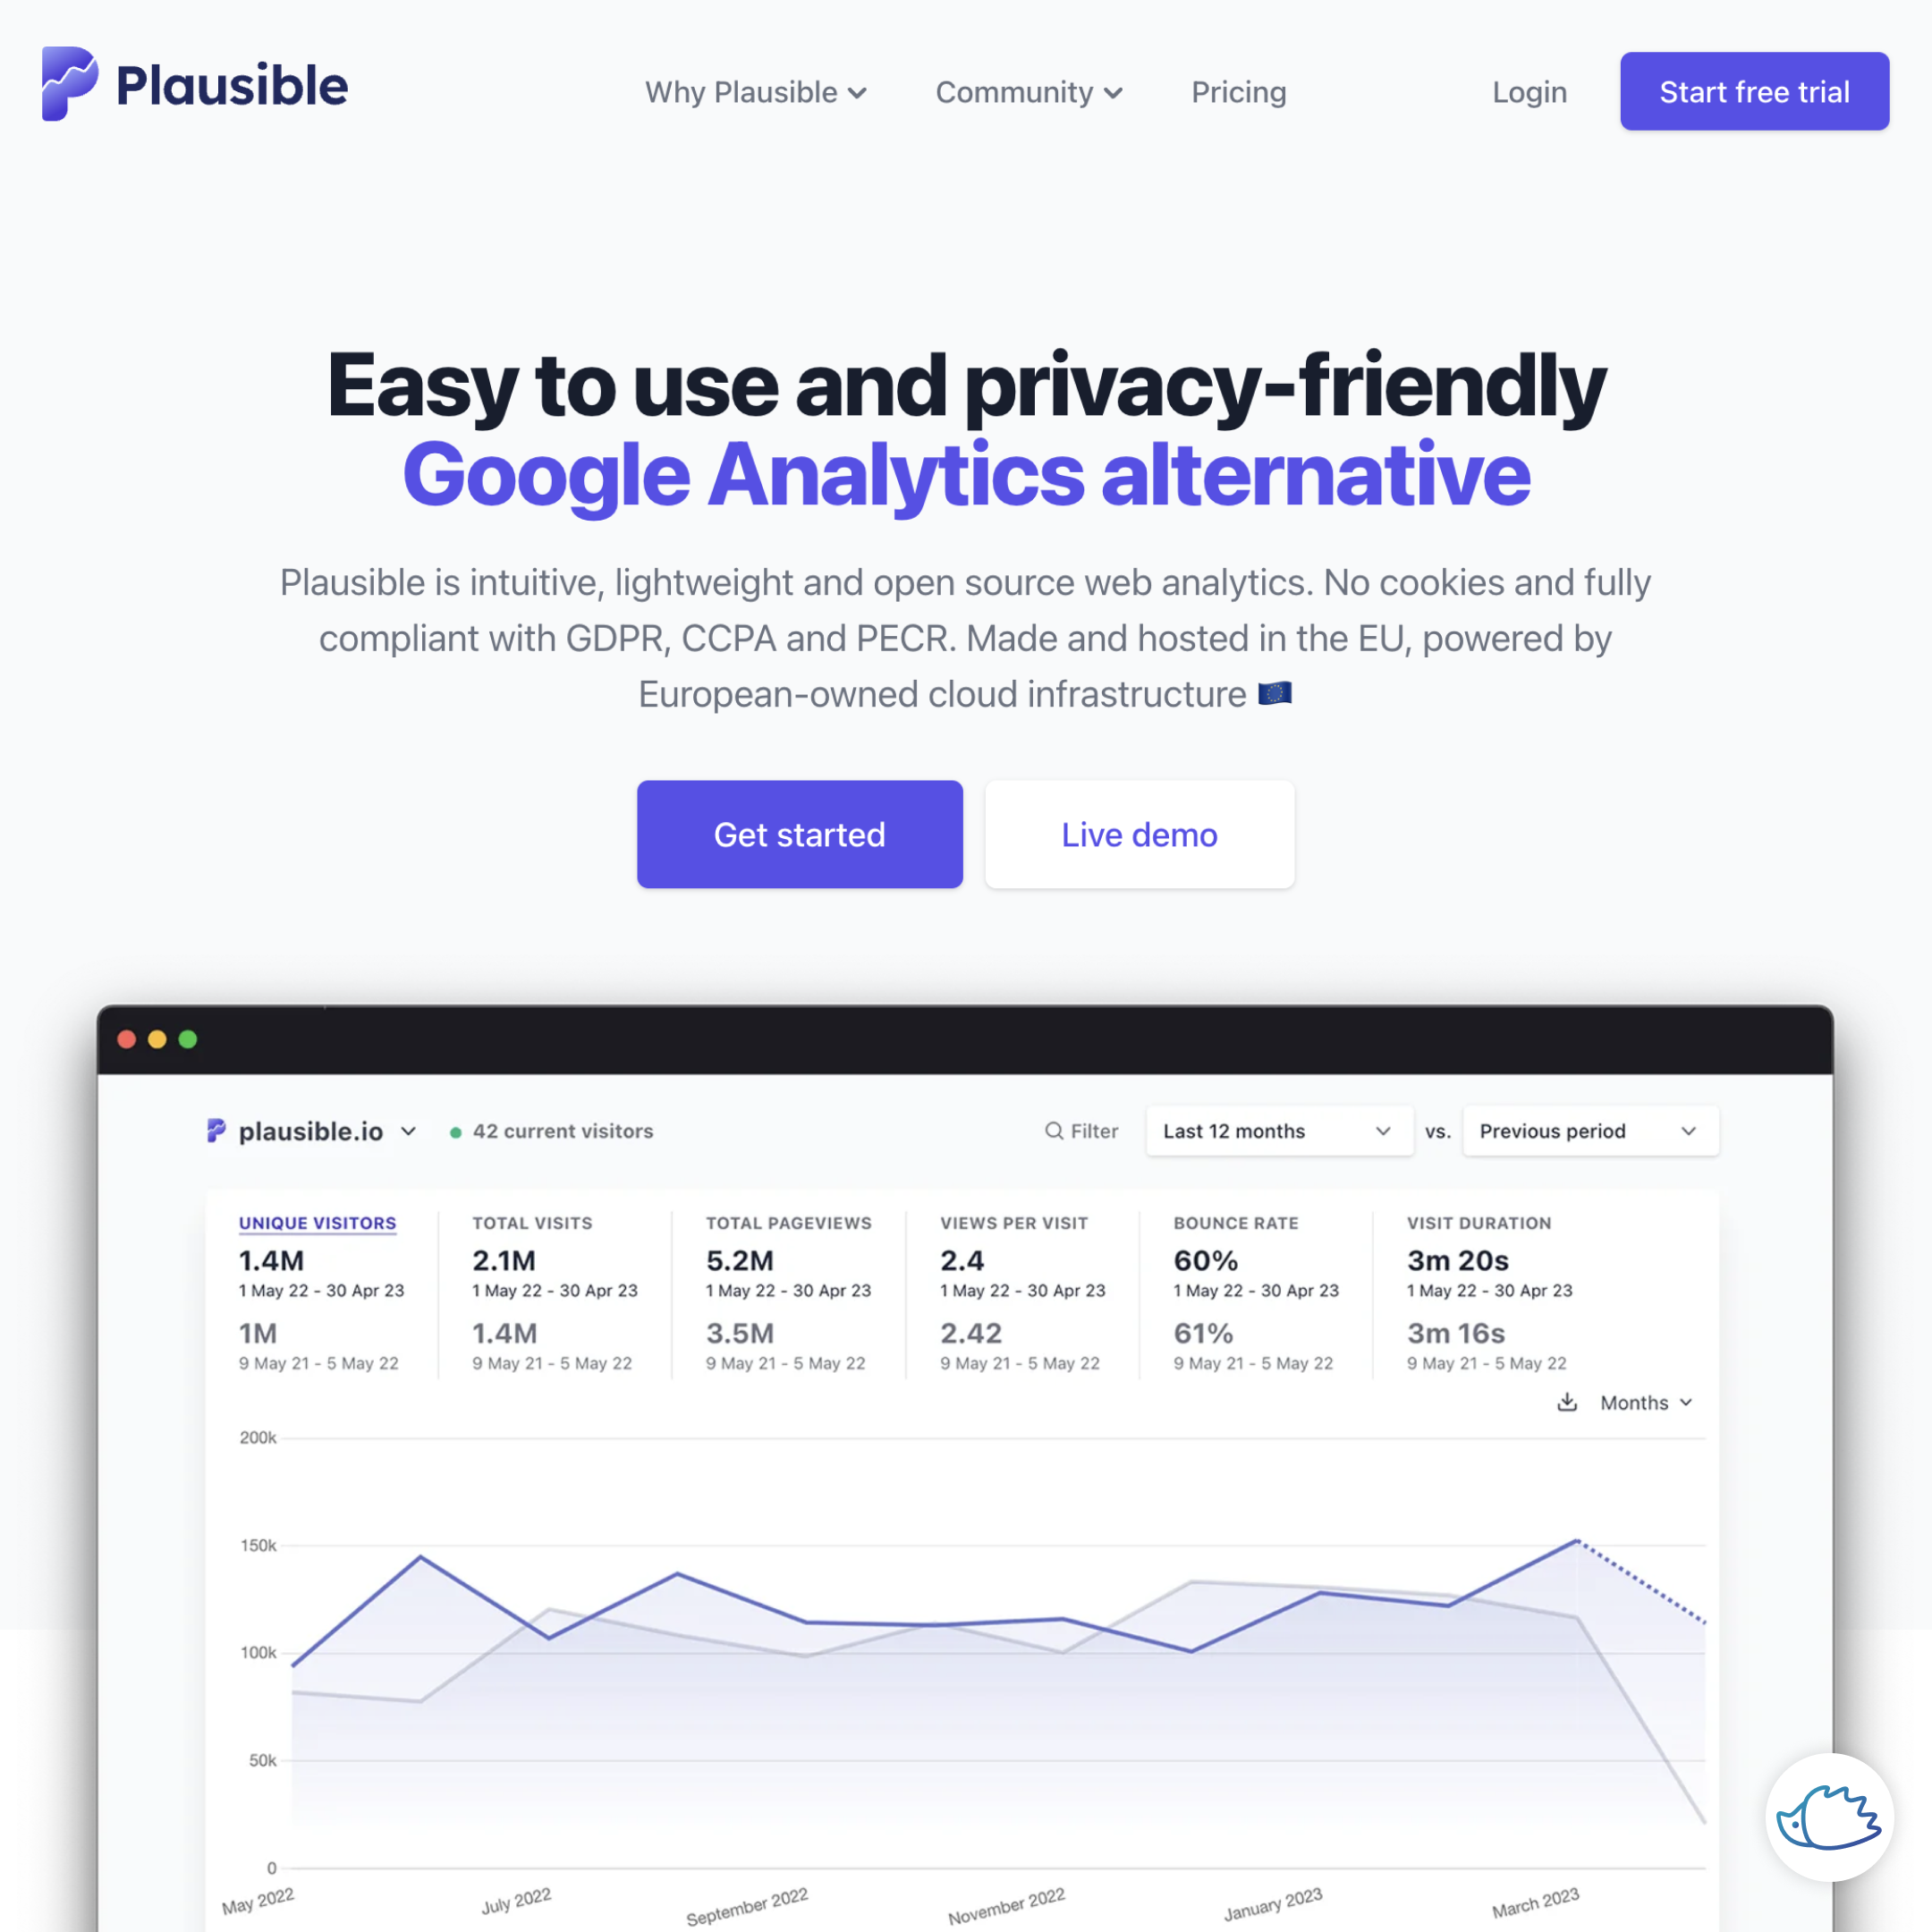 Plausible
Why Plausible
Community
Pricing
Login
Start free trial
Easy to use and privacy-friendly
Google Analytics alternative
Plausible is intuitive, lightweight and open source web analytics. No cookies and fully
compliant with GDPR, CCPA and PECR. Made and hosted in the EU, powered by
European-owned cloud infrastructure 🇪🇺
Get started
Live demo
plausible.io
42 current visitors
Filter
Last 12 months
vs.
Previous period
UNIQUE VISITORS
1.4M
1 May 22 - 30 Apr 23
1M
9 May 21 - 5 May 22
TOTAL VISITS
2.1M
1 May 22 - 30 Apr 23
1.4M
9 May 21 - 5 May 22
TOTAL PAGEVIEWS
5.2M
1 May 22 - 30 Apr 23
3.5M
9 May 21 - 5 May 22
VIEWS PER VISIT
2.4
1 May 22 - 30 Apr 23
2.42
9 May 21 - 5 May 22
BOUNCE RATE
60%
1 May 22 - 30 Apr 23
61%
9 May 21 - 5 May 22
VISIT DURATION
3m 20s
1 May 22 - 30 Apr 23
3m 16s
9 May 21 - 5 May 22
Months
200k
150k
100k
50k
0
May 2022
July 2022
September 2022
November 2022
January 2023
March 2023